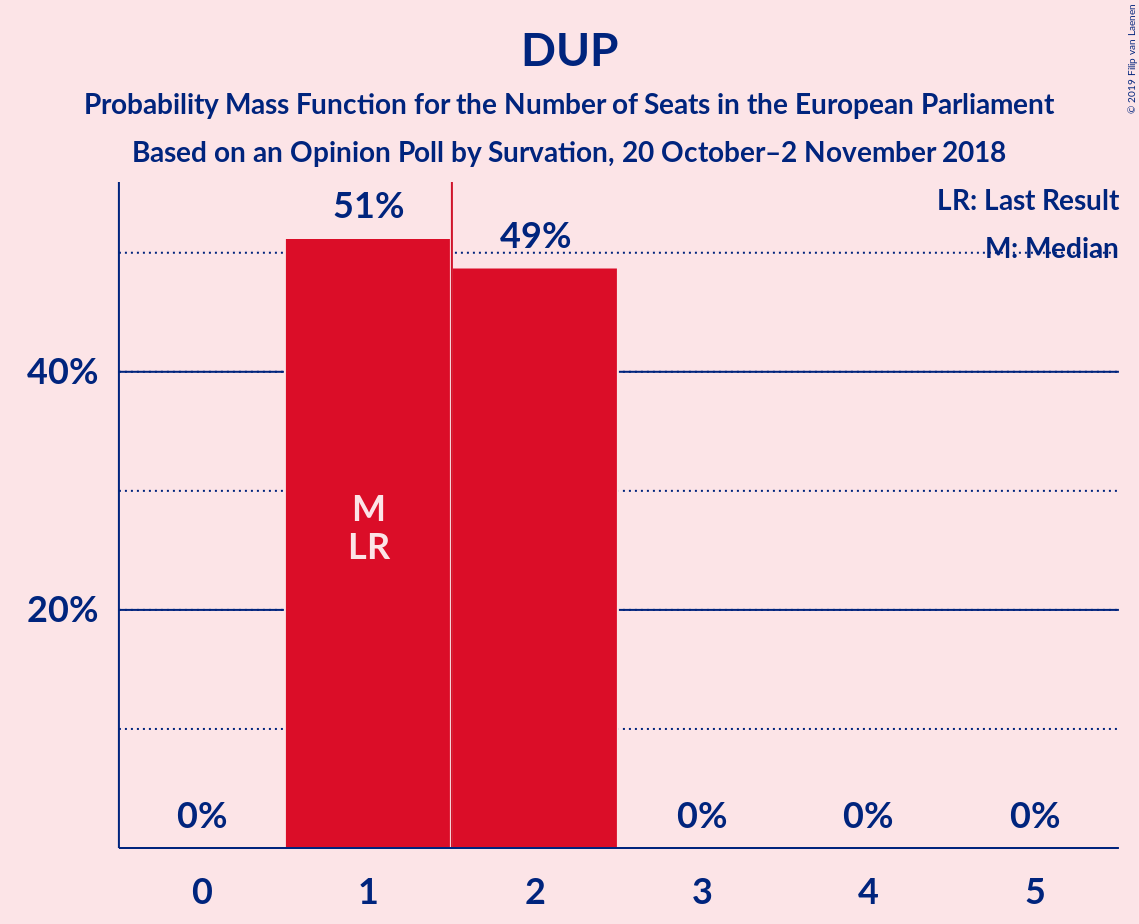 DUP
Probability Mass Function for the Number of Seats in the European Parliament
Based on an Opinion Poll by Survation, 20 October–2 November 2018
© 2019 Filip van Laenen
LR: Last Result
M: Median
51%
49%
40%
20%
M
LR
0%
0%
0%
0%
0
1
2
3
4
5